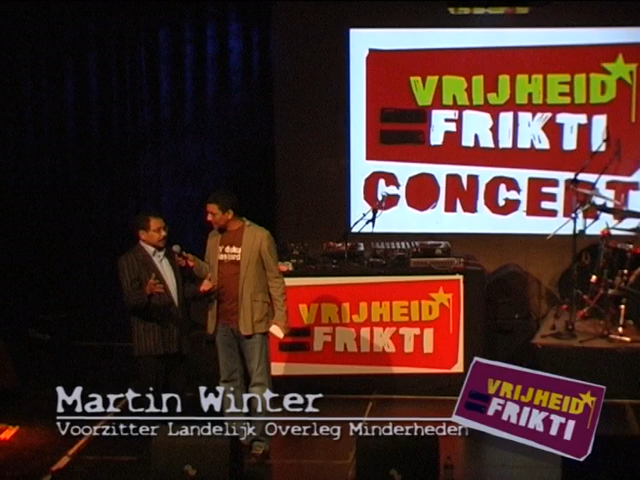 VRIJHEID
= FRIKTI
CONCERT
VRIJHEID
= FRIKTI
Martin Winter
Voorzitter Landelijk Overleg Minderheden
VRIJHEID
= FRIKTI